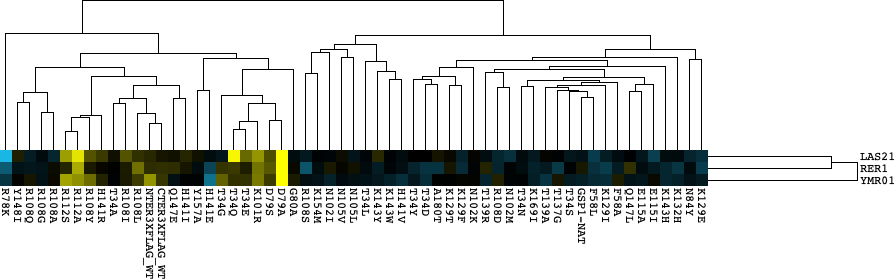 LAS21
RER1
YMR01
R78K
Y148I
R108Q
R108G
R108A
R112S
R112A
R108Y
H141R
T34A
R108I
R108L
NTER3XFLAG_WT
CTER3XFLAG_WT
Q147E
H141I
Y157A
H141E
T34G
T34Q
T34E
K101R
D79S
D79A
G80A
R108S
K154M
N102I
N105V
N105L
T34L
K143Y
K143W
H141V
T34Y
T34D
A180T
K129T
K129F
N102K
T139R
R108D
N102M
T34N
K169I
T139A
T137G
T34S
GSP1-NAT
F58L
K129I
F58A
Q147L
E115A
E115I
K143H
K132H
N84Y
K129E